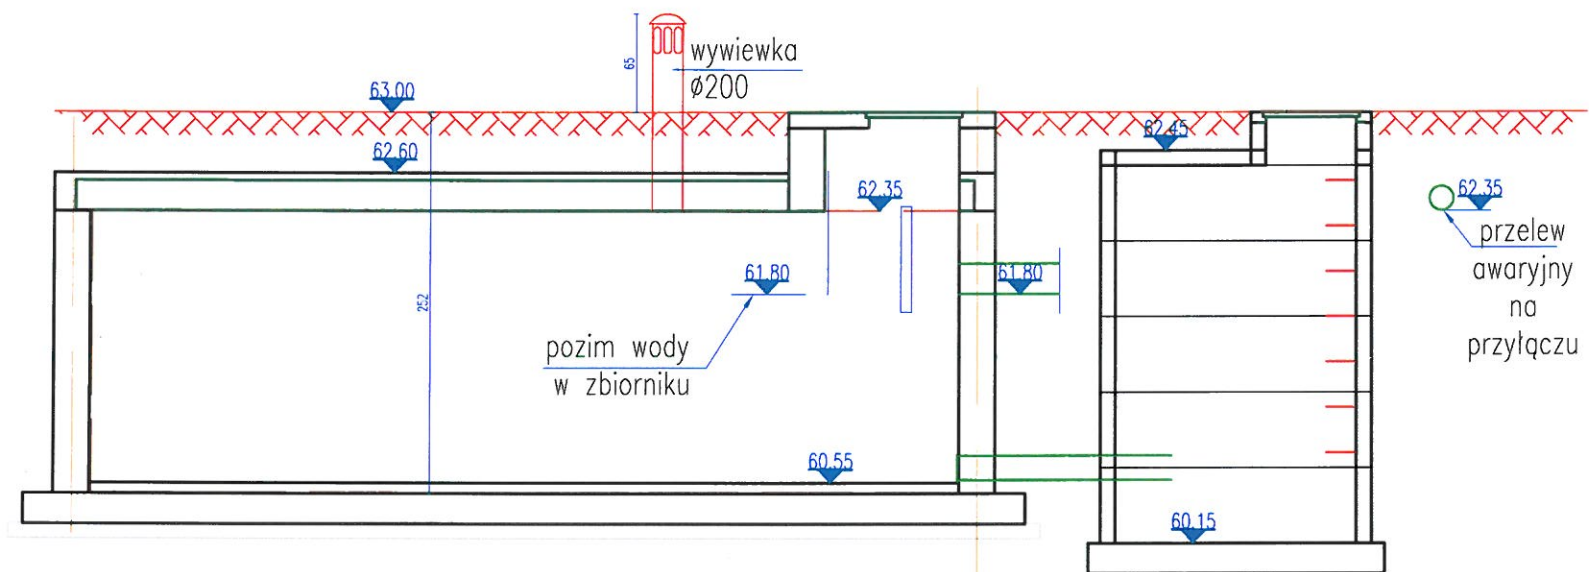 65
wywiewka
ø200
63.00
62.60
62.45
62.35
62.35
przelew
awaryjny
na
przyłączu
61.80
61.80
252
pozim wody
w zbiorniku
60.55
60.15